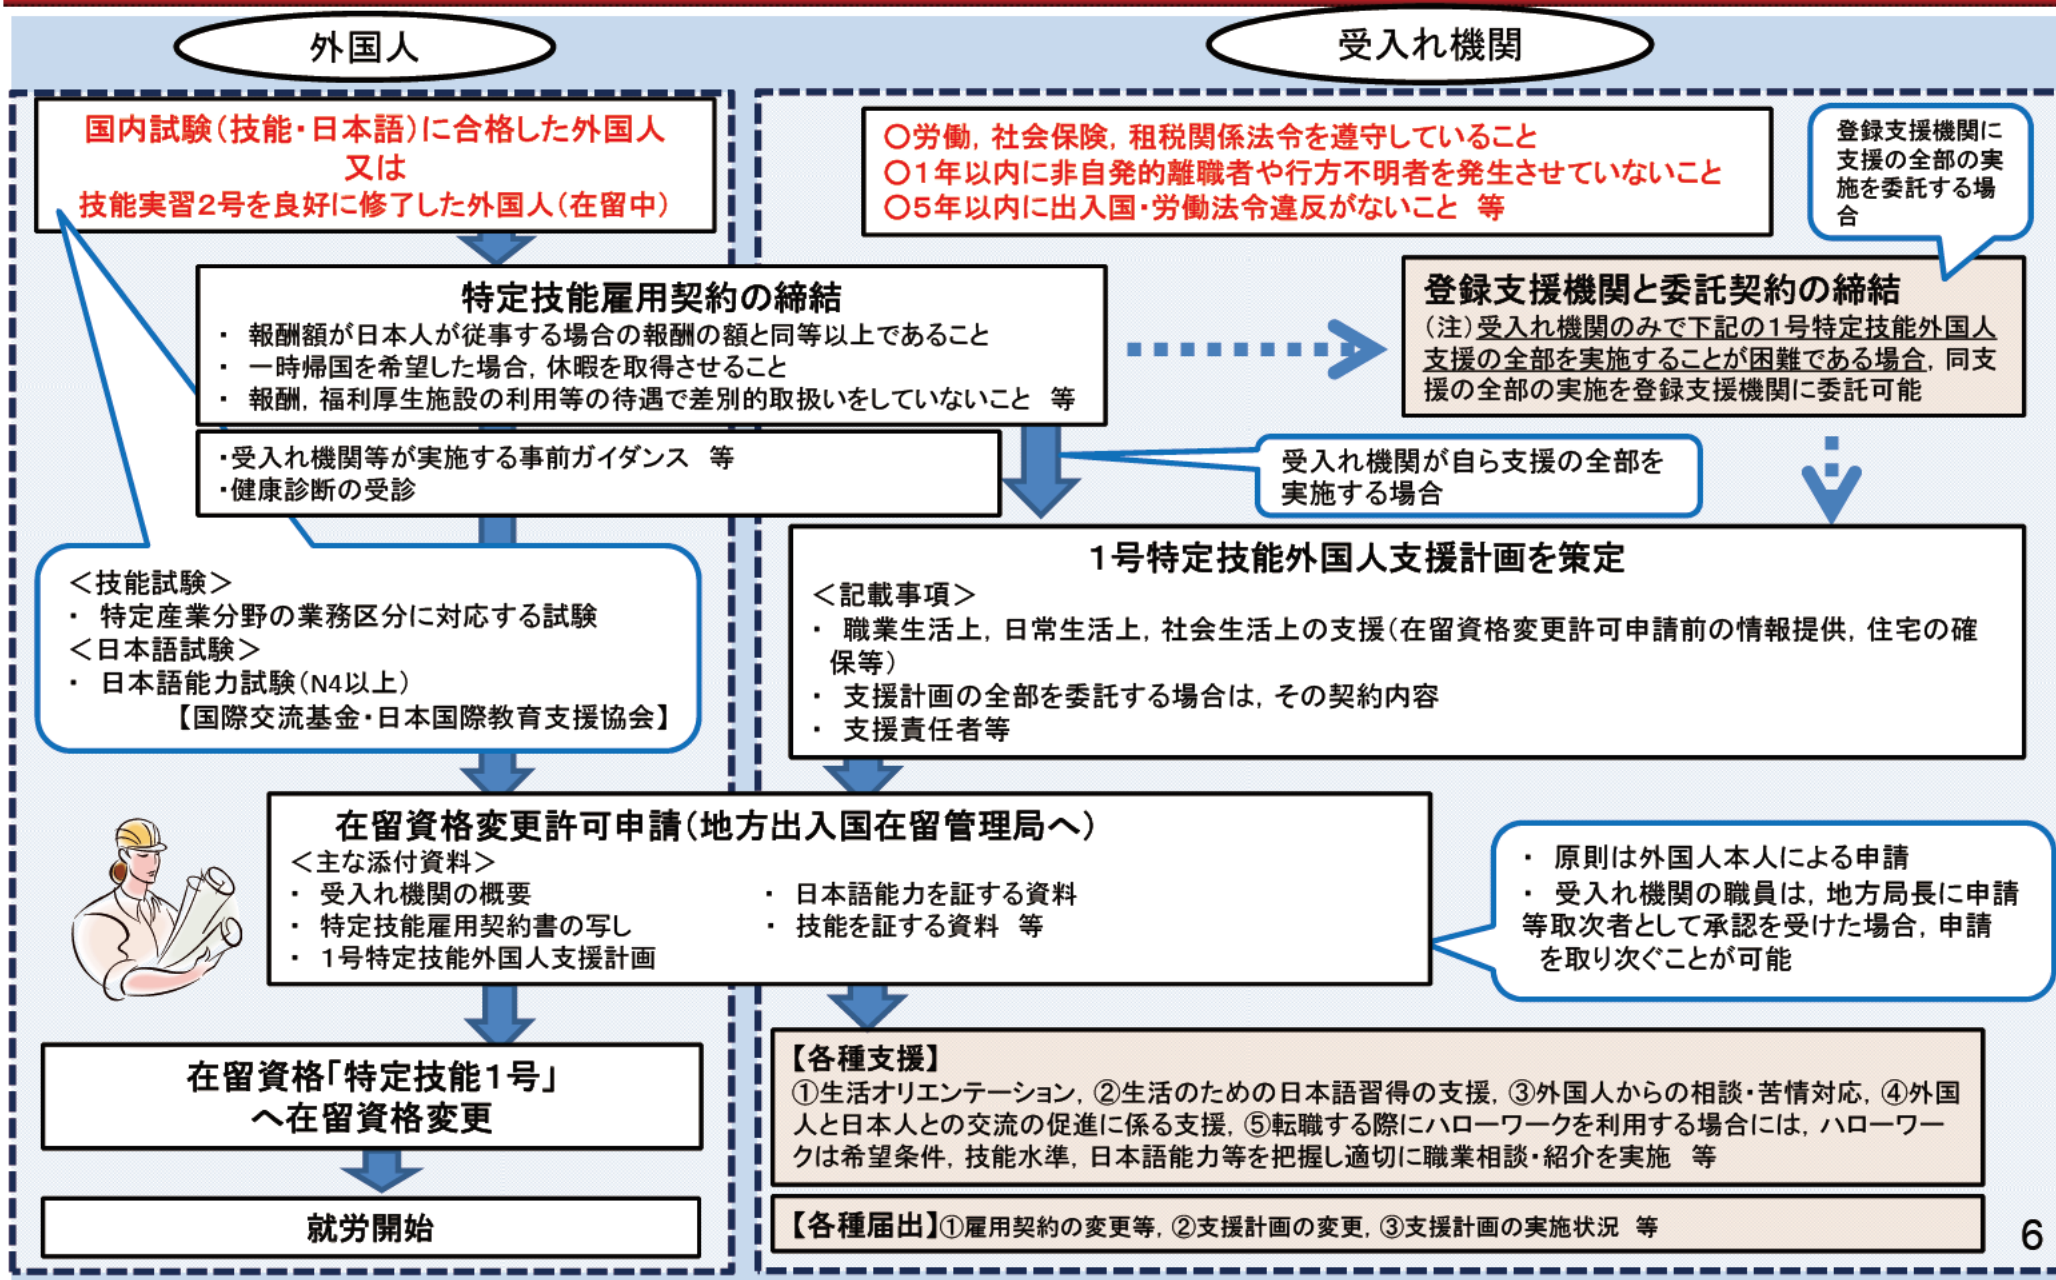 外国人
受入れ機関
国内試験（技能・日本語）に合格した外国人
又は
技能実習２号を良好に修了した外国人（在留中）
○労働，社会保険，租税関係法令を遵守していること
○１年以内に非自発的離職者や行方不明者を発生させていないこと
○５年以内に出入国・労働法令違反がないこと　等
登録支援機関に
支援の全部の実
施を委託する場
合
特定技能雇用契約の締結
・ 報酬額が日本人が従事する場合の報酬の額と同等以上であること
・ 一時帰国を希望した場合，休暇を取得させること
・ 報酬，福利厚生施設の利用等の待遇で差別的取扱いをしていないこと　等
登録支援機関と委託契約の締結
（注）受入れ機関のみで下記の１号特定技能外国人
支援の全部を実施することが困難である場合，同支
援の全部の実施を登録支援機関に委託可能
・受入れ機関等が実施する事前ガイダンス　等
・健康診断の受診
受入れ機関が自ら支援の全部を
実施する場合
＜技能試験＞
・ 特定産業分野の業務区分に対応する試験
＜日本語試験＞
・ 日本語能力試験（N4以上）
【国際交流基金・日本国際教育支援協会】
１号特定技能外国人支援計画を策定
＜記載事項＞
・ 職業生活上，日常生活上，社会生活上の支援（在留資格変更許可申請前の情報提供，住宅の確
保等）
・ 支援計画の全部を委託する場合は，その契約内容
・ 支援責任者等
在留資格変更許可申請（地方出入国在留管理局へ）
＜主な添付資料＞
・ 受入れ機関の概要
・ 特定技能雇用契約書の写し
・ １号特定技能外国人支援計画
・ 日本語能力を証する資料
・ 技能を証する資料　等
・ 原則は外国人本人による申請
・ 受入れ機関の職員は，地方局長に申請
等取次者として承認を受けた場合，申請
を取り次ぐことが可能
在留資格「特定技能１号」
へ在留資格変更
就労開始
【各種支援】
①生活オリエンテーション，②生活のための日本語習得の支援，③外国人からの相談・苦情対応，④外国
人と日本人との交流の促進に係る支援，⑤転職する際にハローワークを利用する場合には，ハローワー
クは希望条件，技能水準，日本語能力等を把握し適切に職業相談・紹介を実施　等
【各種届出】①雇用契約の変更等，②支援計画の変更，③支援計画の実施状況　等
6